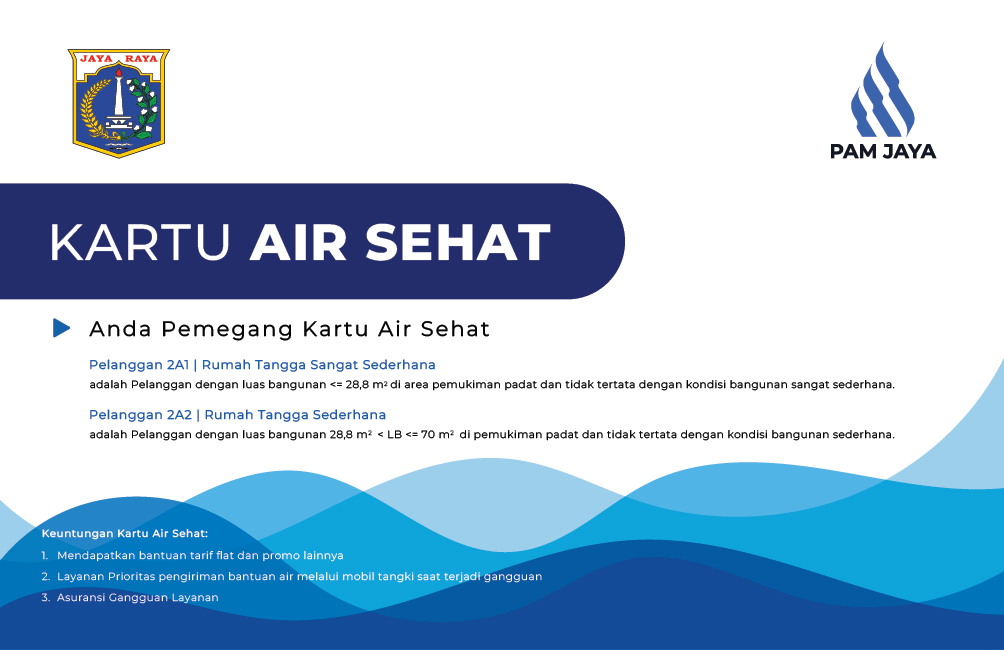 JAYA RAYA
PAM JAYA
KARTU AIR SEHAT
Anda Pemegang Kartu Air Sehat
Pelanggan 2A1 | Rumah Tangga Sangat Sederhana
adalah Pelanggan dengan luas bangunan <= 28,8 m² di area pemukiman padat dan tidak tertata dengan kondisi bangunan sangat sederhana.
Pelanggan 2A2 | Rumah Tangga Sederhana
adalah Pelanggan dengan luas bangunan 28,8 m² < LB <= 70 m² di pemukiman padat dan tidak tertata dengan kondisi bangunan sederhana.
Keuntungan Kartu Air Sehat:
1. Mendapatkan bantuan tarif flat dan promo lainnya
2. Layanan Prioritas pengiriman bantuan air melalui mobil tangki saat terjadi gangguan
3. Asuransi Gangguan Layanan